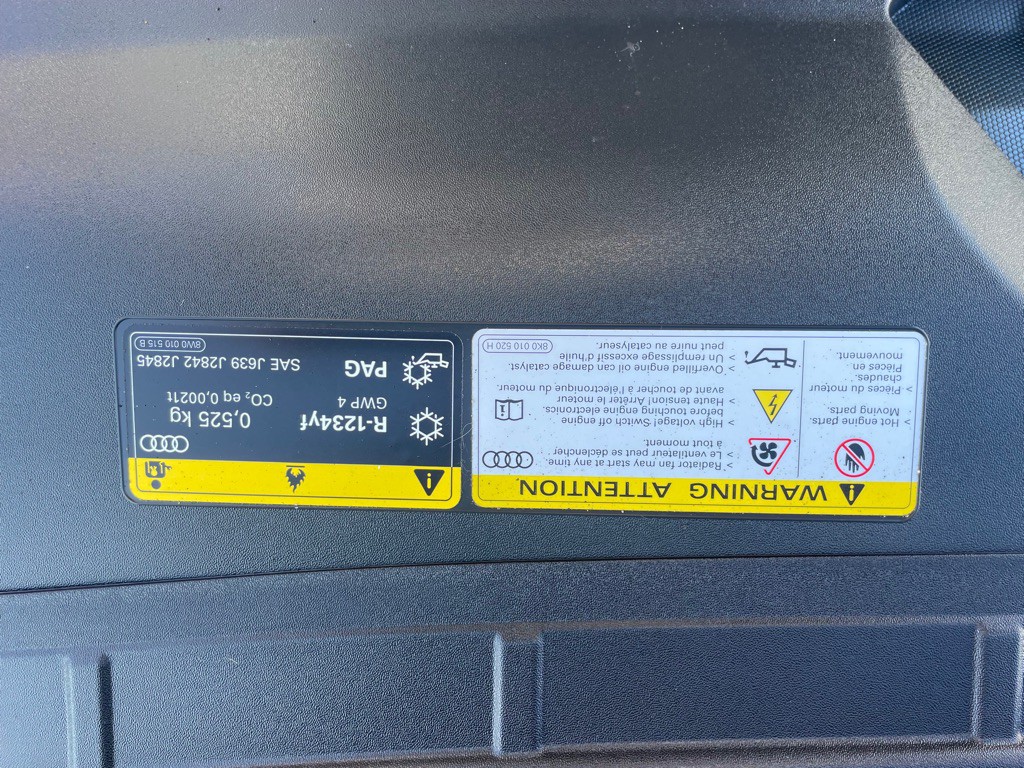 WARNING ATTENTION
> Hot engine parts.
Moving parts.
> Pièces du moteur
chaudes.
Pièces en
mouvement.
> Radiator fan may start at any time.
> Le ventilateur peut se déclencher
à tout moment.
> High voltage! Switch off engine
before touching electronics.
> Haute tension! Arrêter le moteur
avant de toucher à l'électronique du moteur.
> Overfilled engine oil can damage catalyst.
> Un remplissage excessif d'huile
peut nuire au catalyseur.
8K0 010 520 H
R-1234yf
GWP 4
0,525 kg
CO₂ eq 0,0021t
PAG
SAE J639 J2842 J2845
8W0 010 515 B